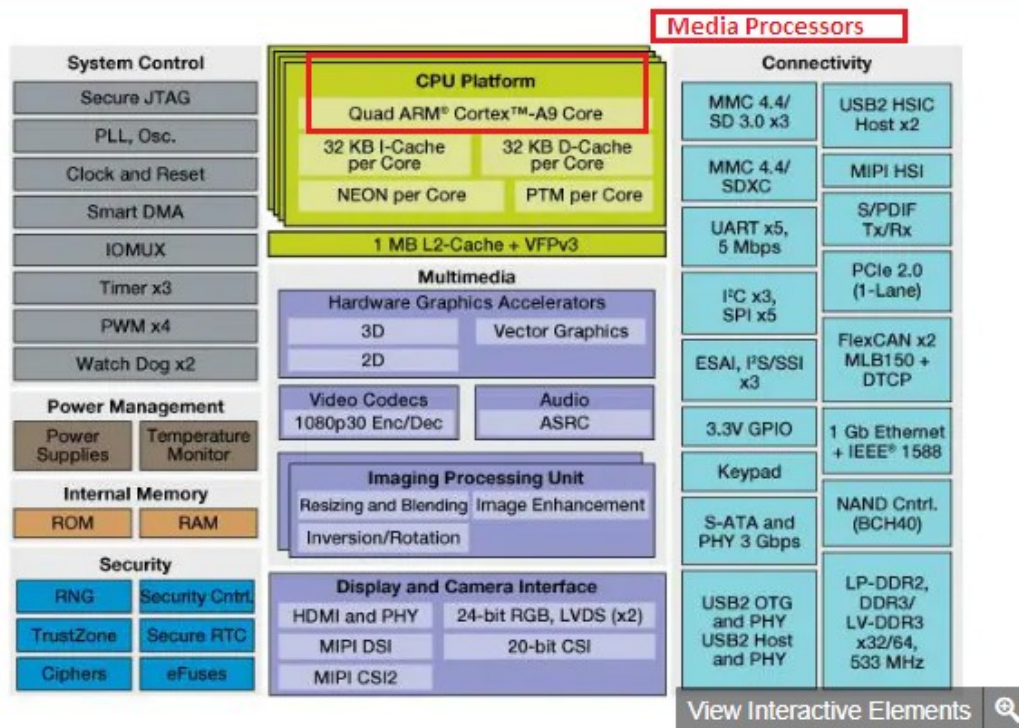 Media Processors
System Control
Secure JTAG
PLL, Osc.
Clock and Reset
Smart DMA
IOMUX
Timer x3
PWM x4
Watch Dog x2
Power Management
Power
Supplies
Temperature
Monitor
Internal Memory
ROM
RAM
Security
RNG
Security Cntrl.
TrustZone
Secure RTC
Ciphers
eFuses
CPU Platform
Quad ARM® Cortex™-A9 Core
32 KB I-Cache
per Core
32 KB D-Cache
per Core
NEON per Core
PTM per Core
1 MB L2-Cache + VFPv3
Multimedia
Hardware Graphics Accelerators
3D
Vector Graphics
2D
Video Codecs
1080p30 Enc/Dec
Audio
ASRC
Imaging Processing Unit
Resizing and Blending
Image Enhancement
Inversion/Rotation
Display and Camera Interface
HDMI and PHY
24-bit RGB, LVDS (x2)
MIPI DSI
20-bit CSI
MIPI CSI2
Connectivity
MMC 4.4/
SD 3.0 x3
MMC 4.4/
SDXC
UART x5,
5 Mbps
I²C x3,
SPI x5
ESAI, I²S/SSI
x3
3.3V GPIO
Keypad
S-ATA and
PHY 3 Gbps
USB2 OTG
and PHY
USB2 Host
and PHY
USB2 HSIC
Host x2
MIPI HSI
S/PDIF
Tx/Rx
PCIe 2.0
(1-Lane)
FlexCAN x2
MLB150 +
DTCP
1 Gb Ethernet
+ IEEE® 1588
NAND Cntrl.
(BCH40)
LP-DDR2,
DDR3/
LV-DDR3
x32/64,
533 MHz
View Interactive Elements